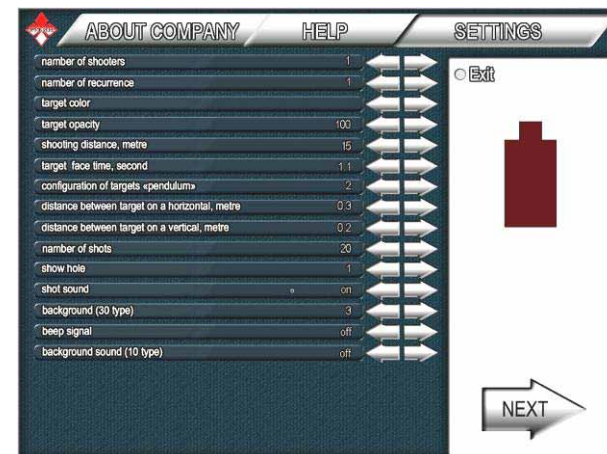 ABOUT COMPANY HELP SETTINGS
namber of shooters 1
namber of recurrence 1
target color
target opacity 100
shooting distance, metre 15
target face time, second 1.1
configuration of targets «pendulum» 2
distance between target on a horizontal, metre 0.3
distance between target on a vertical, metre 0.2
namber of shots 20
show hole 1
shot sound on
background (30 type) 3
beep signal off
background sound (10 type) off
Exit
NEXT